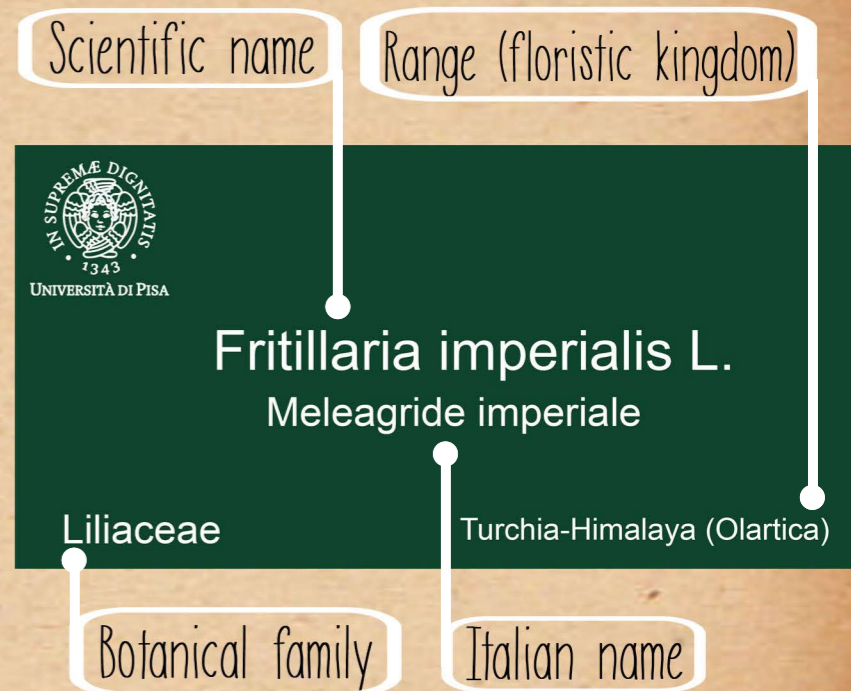 Scientific name
Range (floristic kingdom)
IN SUPREMÆ DIGNITATIS
1343
UNIVERSITÀ DI PISA
Fritillaria imperialis L.
Meleagride imperiale
Liliaceae
Turchia-Himalaya (Olartica)
Botanical family
Italian name